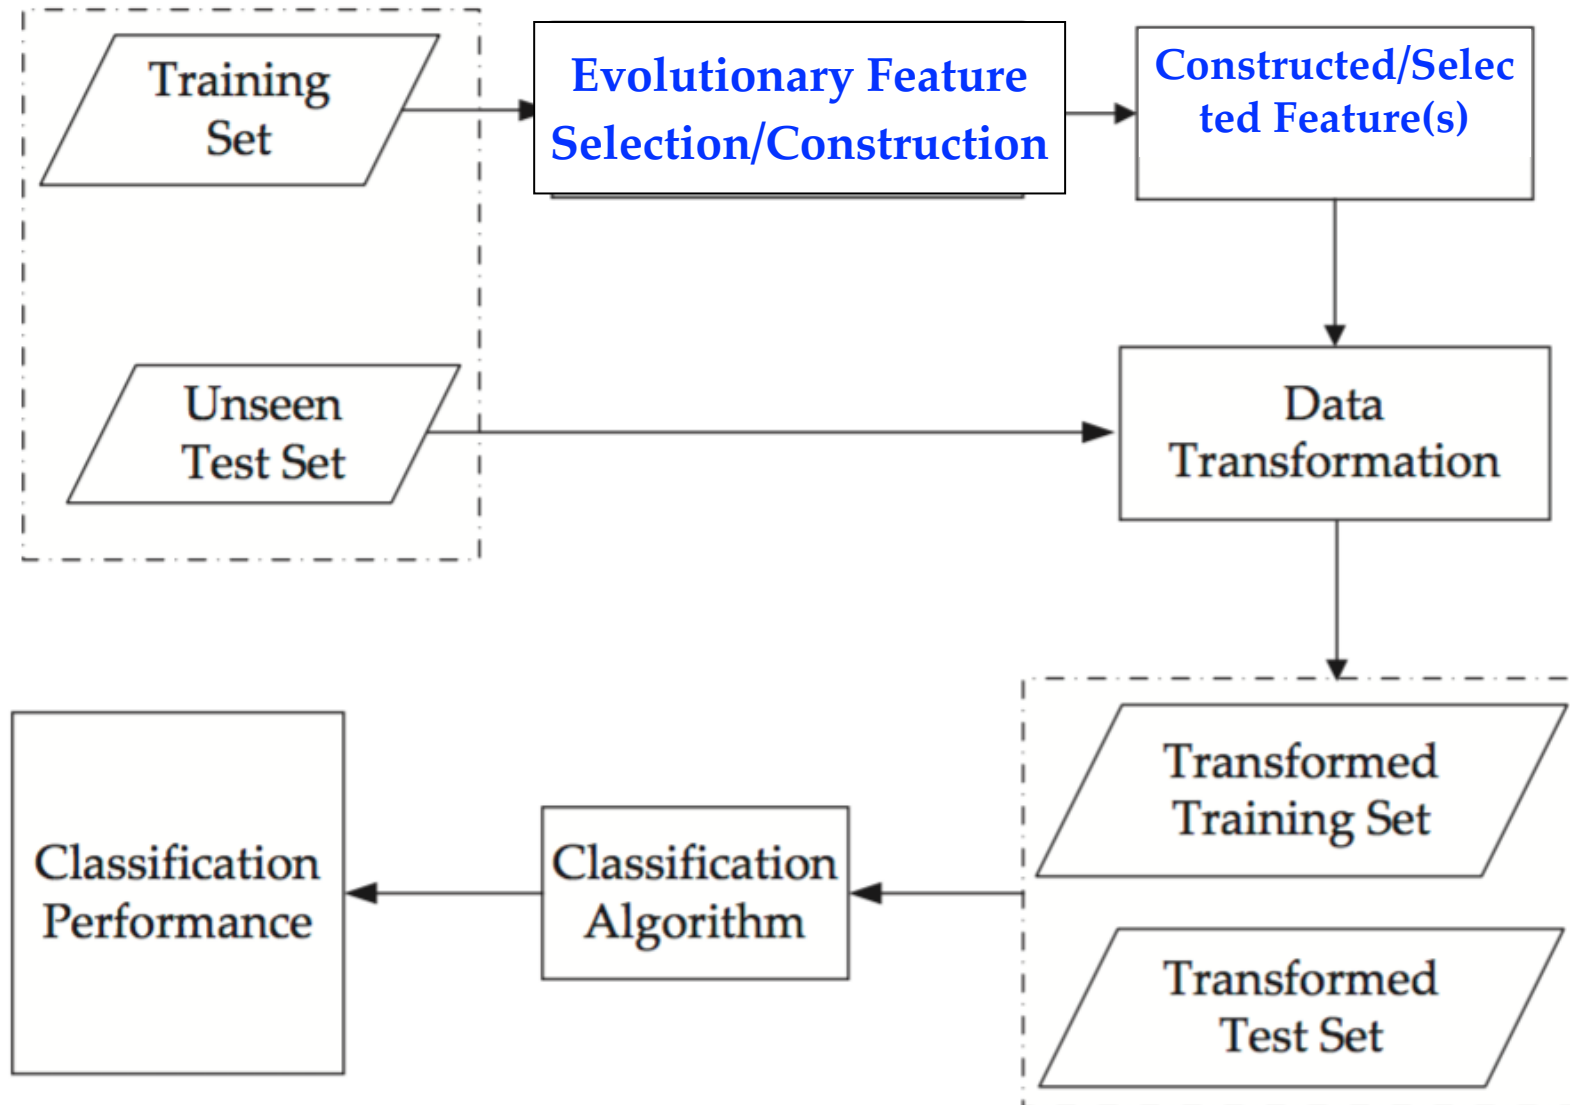 Training
Set
Evolutionary Feature
Selection/Construction
Constructed/Selec
ted Feature(s)
Unseen
Test Set
Data
Transformation
Transformed
Training Set
Classification
Performance
Classification
Algorithm
Transformed
Test Set